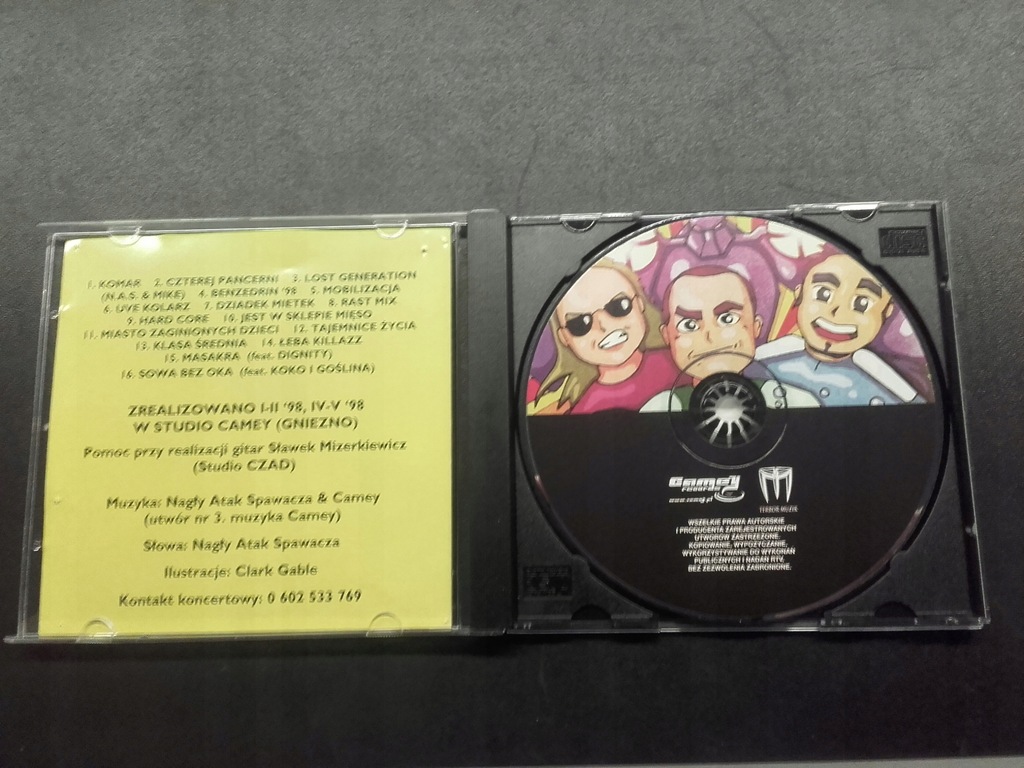 1. KOMAR 2. CZTEREJ PANCERNI 3. LOST GENERATION
(N.A.S. & MIKE) 4. BENZEDRIN '98 5. MOBILIZACJA
6. LIVE KOLARZ 7. DZIADEK MIETEK 8. RAST MIX
9. HARD CORE 10. JEST W SKLEPIE MIĘSO
11. MIASTO ZAGINIONYCH DZIECI 12. TAJEMNICE ŻYCIA
13. KLASA ŚREDNIA 14. ŁEBA KILLAZZ
15. MASAKRA (feat. DIGNITY)
16. SOWA BEZ OKA (feat. KOKO I GOŚLINA)
ZREALIZOWANO I-II '98, IV-V '98
W STUDIO CAMEY (GNIEZNO)
Pomoc przy realizacji gitar Sławek Mizerkiewicz
(Studio CZAD)
Muzyka: Nagły Atak Spawacza & Camey
(utwór nr 3. muzyka Camey)
Słowa: Nagły Atak Spawacza
Ilustracje: Clark Gable
Kontakt koncertowy: 0 602 533 769
Camey
records
www.camey.pl
TERROR MUZIK
WSZELKIE PRAWA AUTORSKIE
I PRODUCENTA ZAREJESTROWANYCH
UTWORÓW ZASTRZEŻONE.
KOPIOWANIE, WYPOŻYCZANIE,
WYKORZYSTYWANIE DO WYKONAŃ
PUBLICZNYCH I NADAŃ RTV,
BEZ ZEZWOLENIA ZABRONIONE.